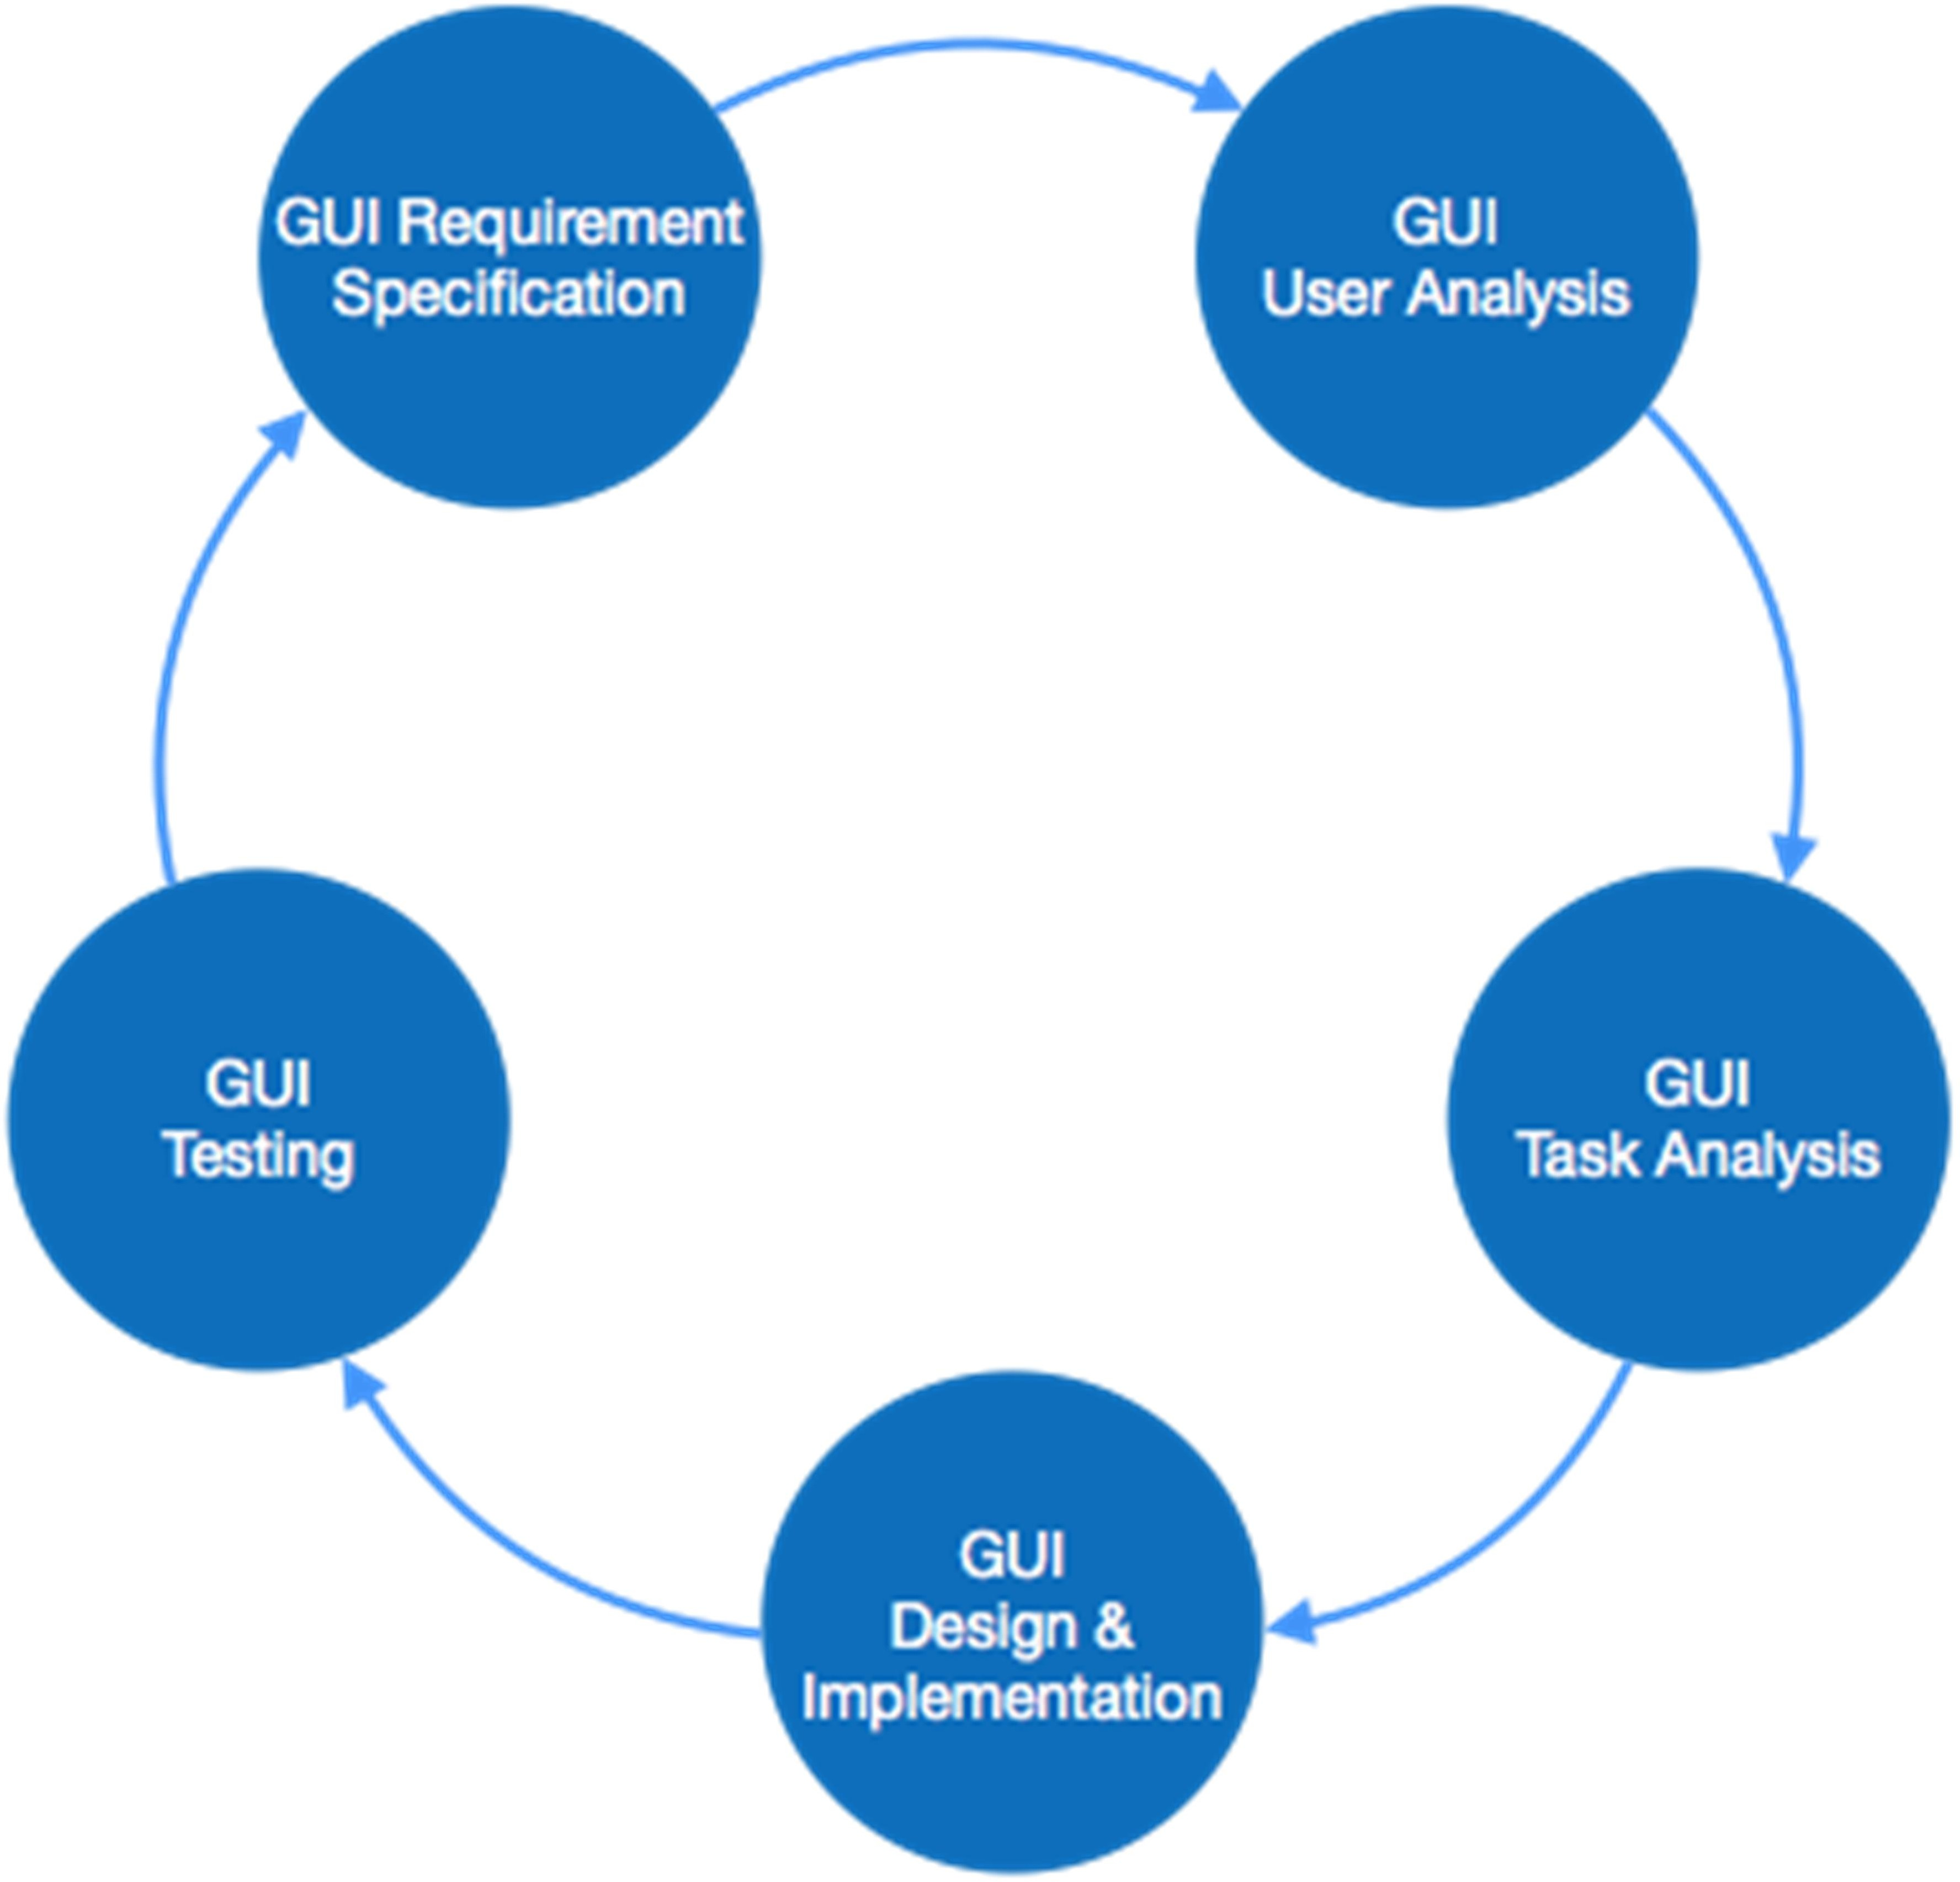 GUI Requirement
Specification
GUI
User Analysis
GUI
Task Analysis
GUI
Design &
Implementation
GUI
Testing